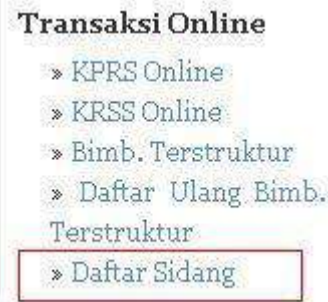 Transaksi Online
» KPRS Online
» KRSS Online
» Bimb. Terstruktur
» Daftar Ulang Bimb.
Terstruktur
» Daftar Sidang